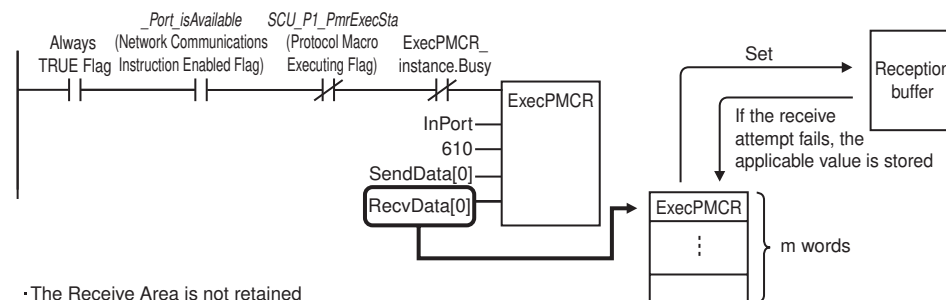 _Port_isAvailable
SCU_P1_PmrExecSta
Always
(Network Communications
(Protocol Macro
ExecPMCR_
TRUE Flag
Instruction Enabled Flag)
Executing Flag)
instance.Busy
ExecPMCR
InPort
610
SendData[0]
RecvData[0]
Set
Reception
buffer
If the receive
attempt fails, the
applicable value is stored
ExecPMCR
m words
·The Receive Area is not retained